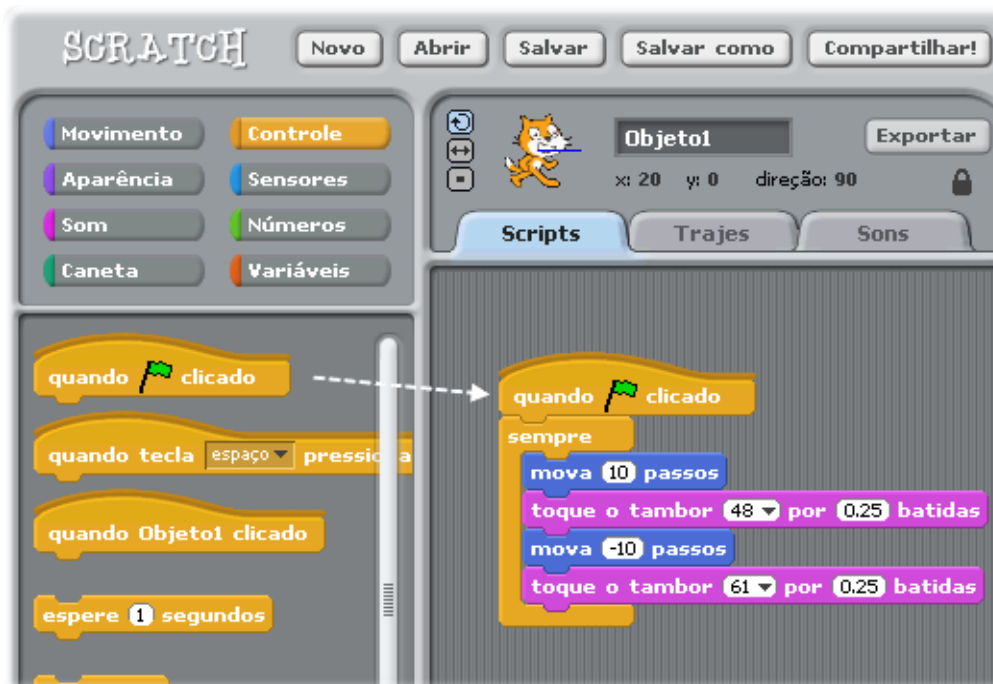 SCRATCH Novo Abrir Salvar Salvar como Compartilhar!
Movimento Controle
Aparência Sensores
Som Números
Caneta Variáveis
Objeto1 Exportar
x: 20 y: 0 direção: 90
Scripts Trajes Sons
quando clicado
quando tecla espaço
quando Objeto1 clicado
espere 1 segundos
quando clicado
sempre
mova 10 passos
toque o tambor 48 por 0.25 batidas
mova -10 passos
toque o tambor 61 por 0.25 batidas